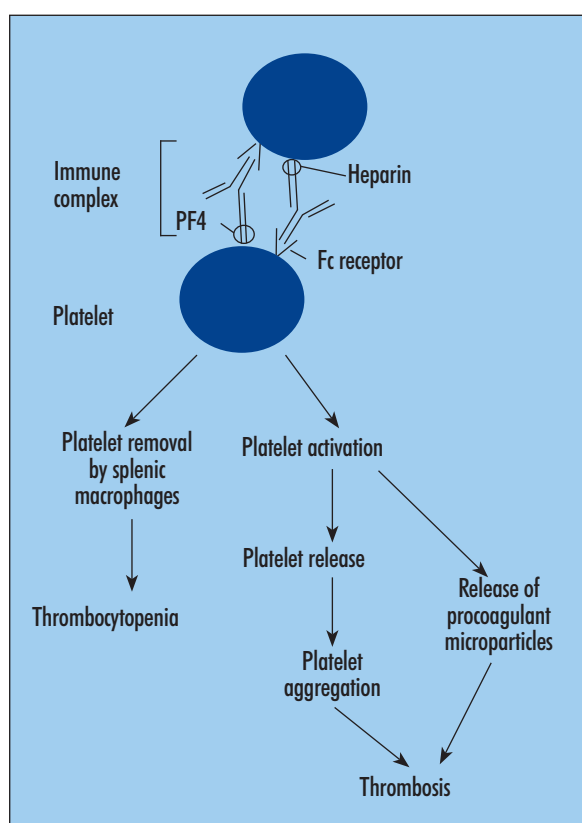 Immune
complex
Heparin
PF4
Fc receptor
Platelet
Platelet removal
by splenic
macrophages
Platelet activation
Platelet release
Thrombocytopenia
Release of
procoagulant
microparticles
Platelet
aggregation
Thrombosis